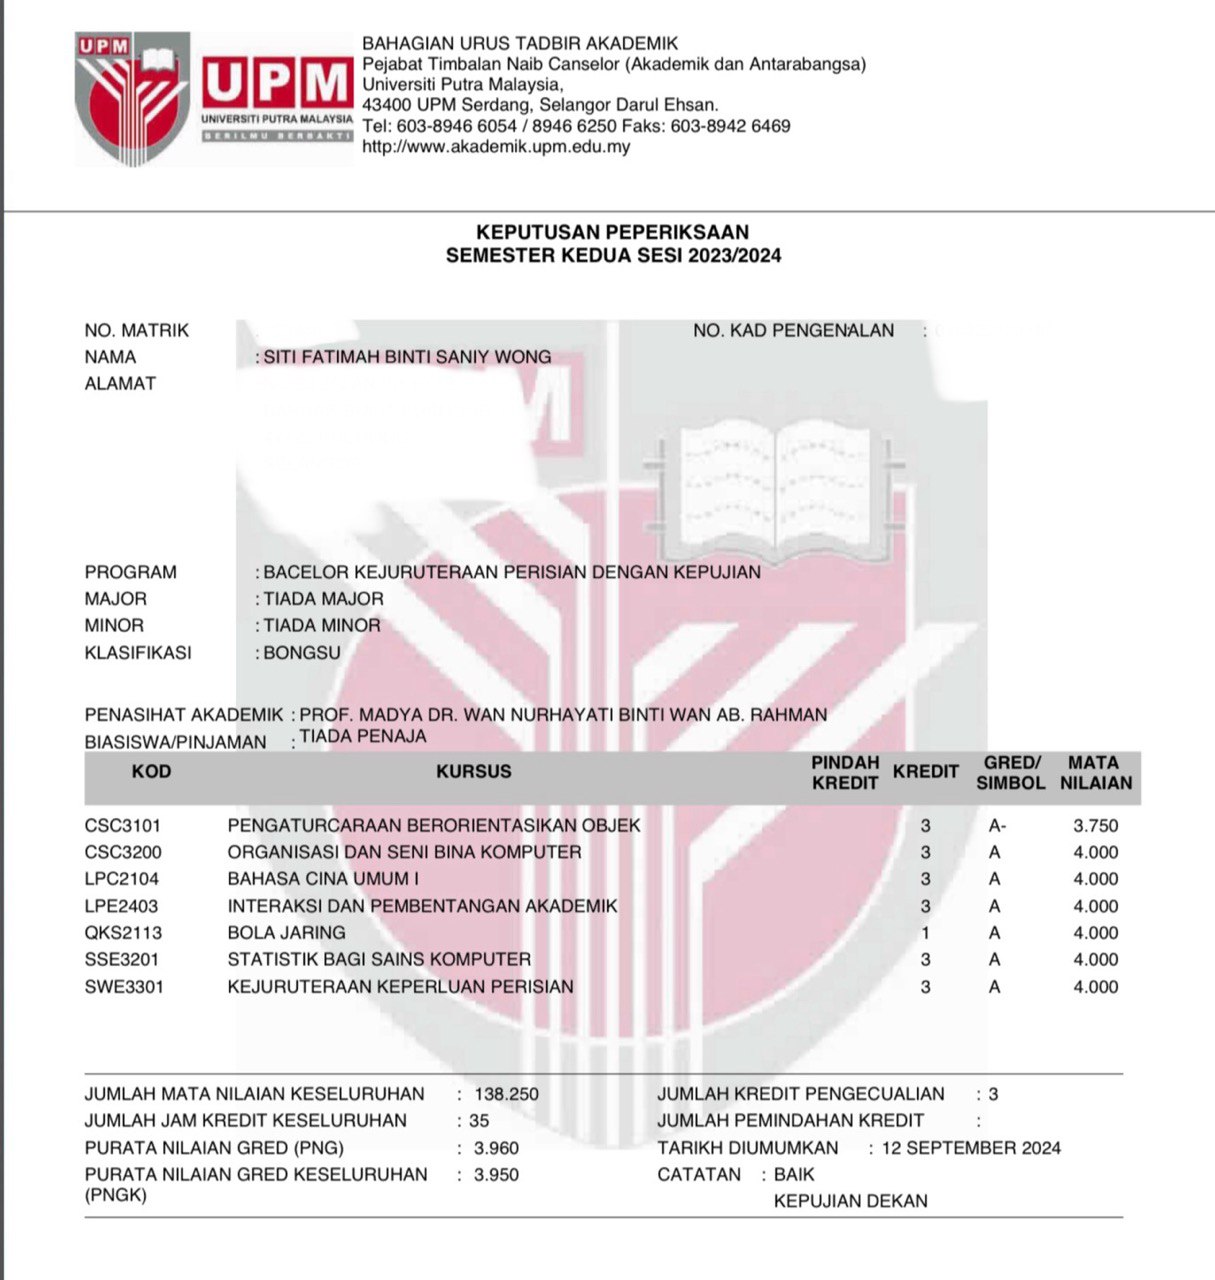 UPM
UPM
UNIVERSITI PUTRA MALAYSIA
BERILMU BERBAKTI
BAHAGIAN URUS TADBIR AKADEMIK
Pejabat Timbalan Naib Canselor (Akademik dan Antarabangsa)
Universiti Putra Malaysia,
43400 UPM Serdang, Selangor Darul Ehsan.
Tel: 603-8946 6054 / 8946 6250 Faks: 603-8942 6469
http://www.akademik.upm.edu.my
KEPUTUSAN PEPERIKSAAN
SEMESTER KEDUA SESI 2023/2024
NO. MATRIK NO. KAD PENGENALAN :
NAMA : SITI FATIMAH BINTI SANIY WONG
ALAMAT
M
PROGRAM : BACELOR KEJURUTERAAN PERISIAN DENGAN KEPUJIAN
MAJOR : TIADA MAJOR
MINOR : TIADA MINOR
KLASIFIKASI : BONGSU
PENASIHAT AKADEMIK : PROF. MADYA DR. WAN NURHAYATI BINTI WAN AB. RAHMAN
BIASISWA/PINJAMAN : TIADA PENAJA
KOD KURSUS PINDAH KREDIT KREDIT GRED/ SIMBOL MATA NILAIAN
CSC3101 PENGATURCARAAN BERORIENTASIKAN OBJEK 3 A- 3.750
CSC3200 ORGANISASI DAN SENI BINA KOMPUTER 3 A 4.000
LPC2104 BAHASA CINA UMUM I 3 A 4.000
LPE2403 INTERAKSI DAN PEMBENTANGAN AKADEMIK 3 A 4.000
QKS2113 BOLA JARING 1 A 4.000
SSE3201 STATISTIK BAGI SAINS KOMPUTER 3 A 4.000
SWE3301 KEJURUTERAAN KEPERLUAN PERISIAN 3 A 4.000
JUMLAH MATA NILAIAN KESELURUHAN : 138.250 JUMLAH KREDIT PENGECUALIAN : 3
JUMLAH JAM KREDIT KESELURUHAN : 35 JUMLAH PEMINDAHAN KREDIT :
PURATA NILAIAN GRED (PNG) : 3.960 TARIKH DIUMUMKAN : 12 SEPTEMBER 2024
PURATA NILAIAN GRED KESELURUHAN : 3.950 CATATAN : BAIK
(PNGK) KEPUJIAN DEKAN